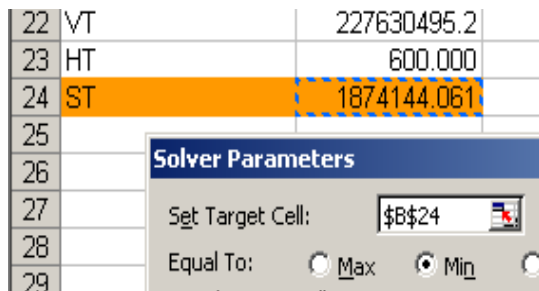 22 VT 227630495.2
23 HT 600.000
24 ST 1874144.061
25
Solver Parameters
26
27 Set Target Cell: $B$24
28 Equal To: Max Min
29